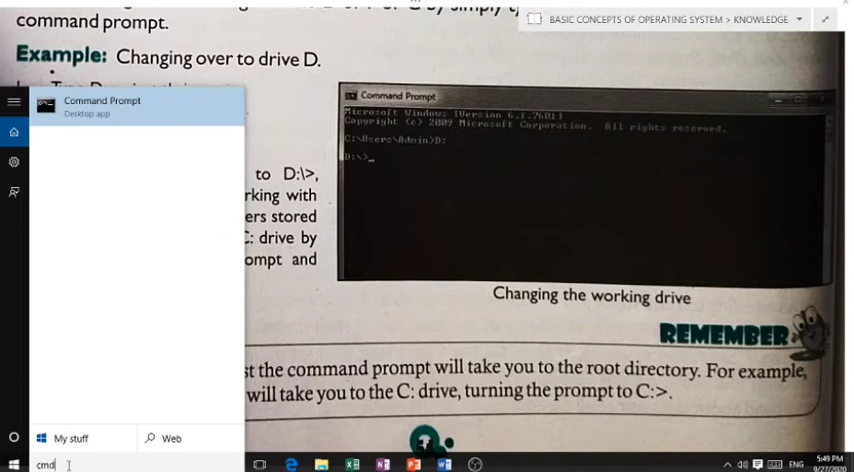 BASIC CONCEPTS OF OPERATING SYSTEM > KNOWLEDGE
command prompt.
Example: Changing over to drive D.
Command Prompt
Desktop app
Command Prompt
Microsoft Windows [Version 6.1.7601]
Copyright (c) 2009 Microsoft Corporation. All rights reserved.
C:\Users\Admin>D:
D:\>_
to D:\>,
rking with
ers stored
C: drive by
ompt and
Changing the working drive
REMEMBER
st the command prompt will take you to the root directory. For example,
will take you to the C: drive, turning the prompt to C:>.
My stuff
Web
cmd
ENG
5:49 PM
9/27/2020